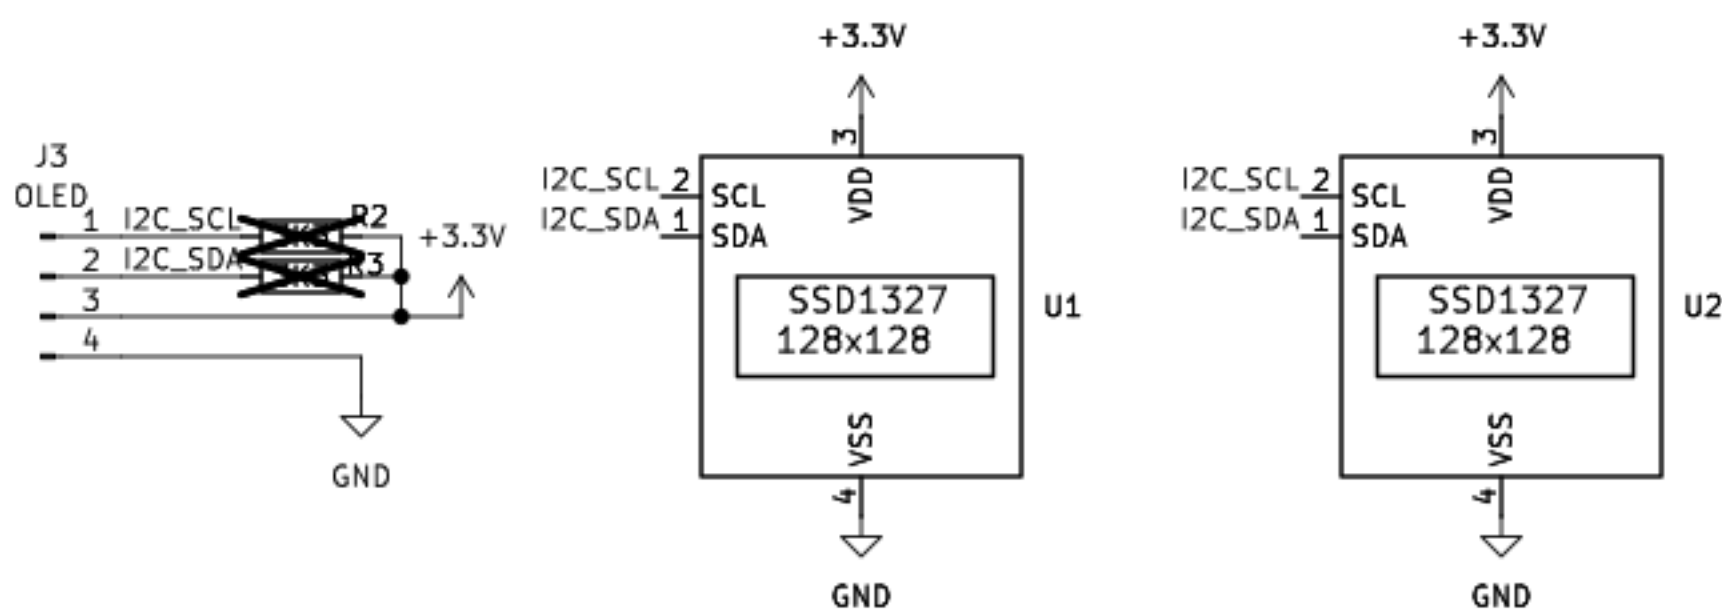 J3
OLED
1 I2C_SCL R2
2 I2C_SDA R3
+3.3V
3
4
GND
+3.3V
3
I2C_SCL 2 SCL
I2C_SDA 1 SDA
VDD
SSD1327
128x128
U1
VSS
4
GND
+3.3V
3
I2C_SCL 2 SCL
I2C_SDA 1 SDA
VDD
SSD1327
128x128
U2
VSS
4
GND